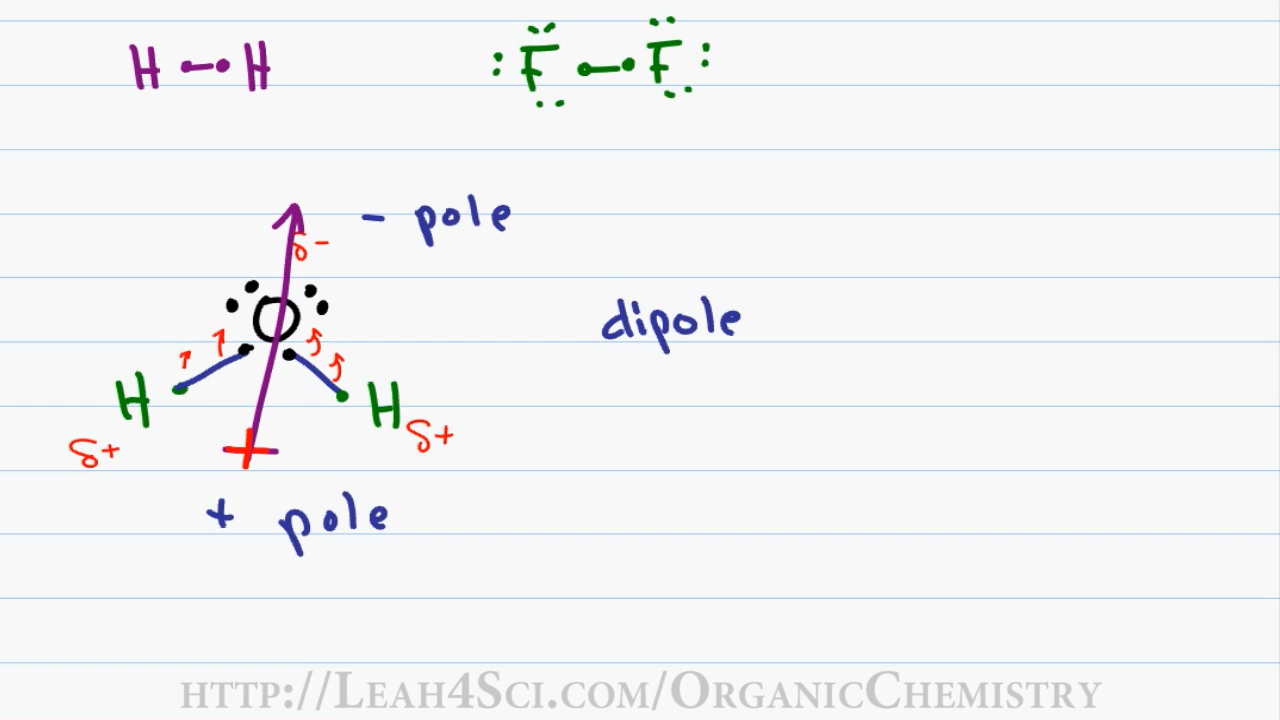 H H :F F:
- pole
δ-
O
dipole
H H
δ+ δ+
+ pole
HTTP://LEAH4SCI.COM/ORGANICCHEMISTRY